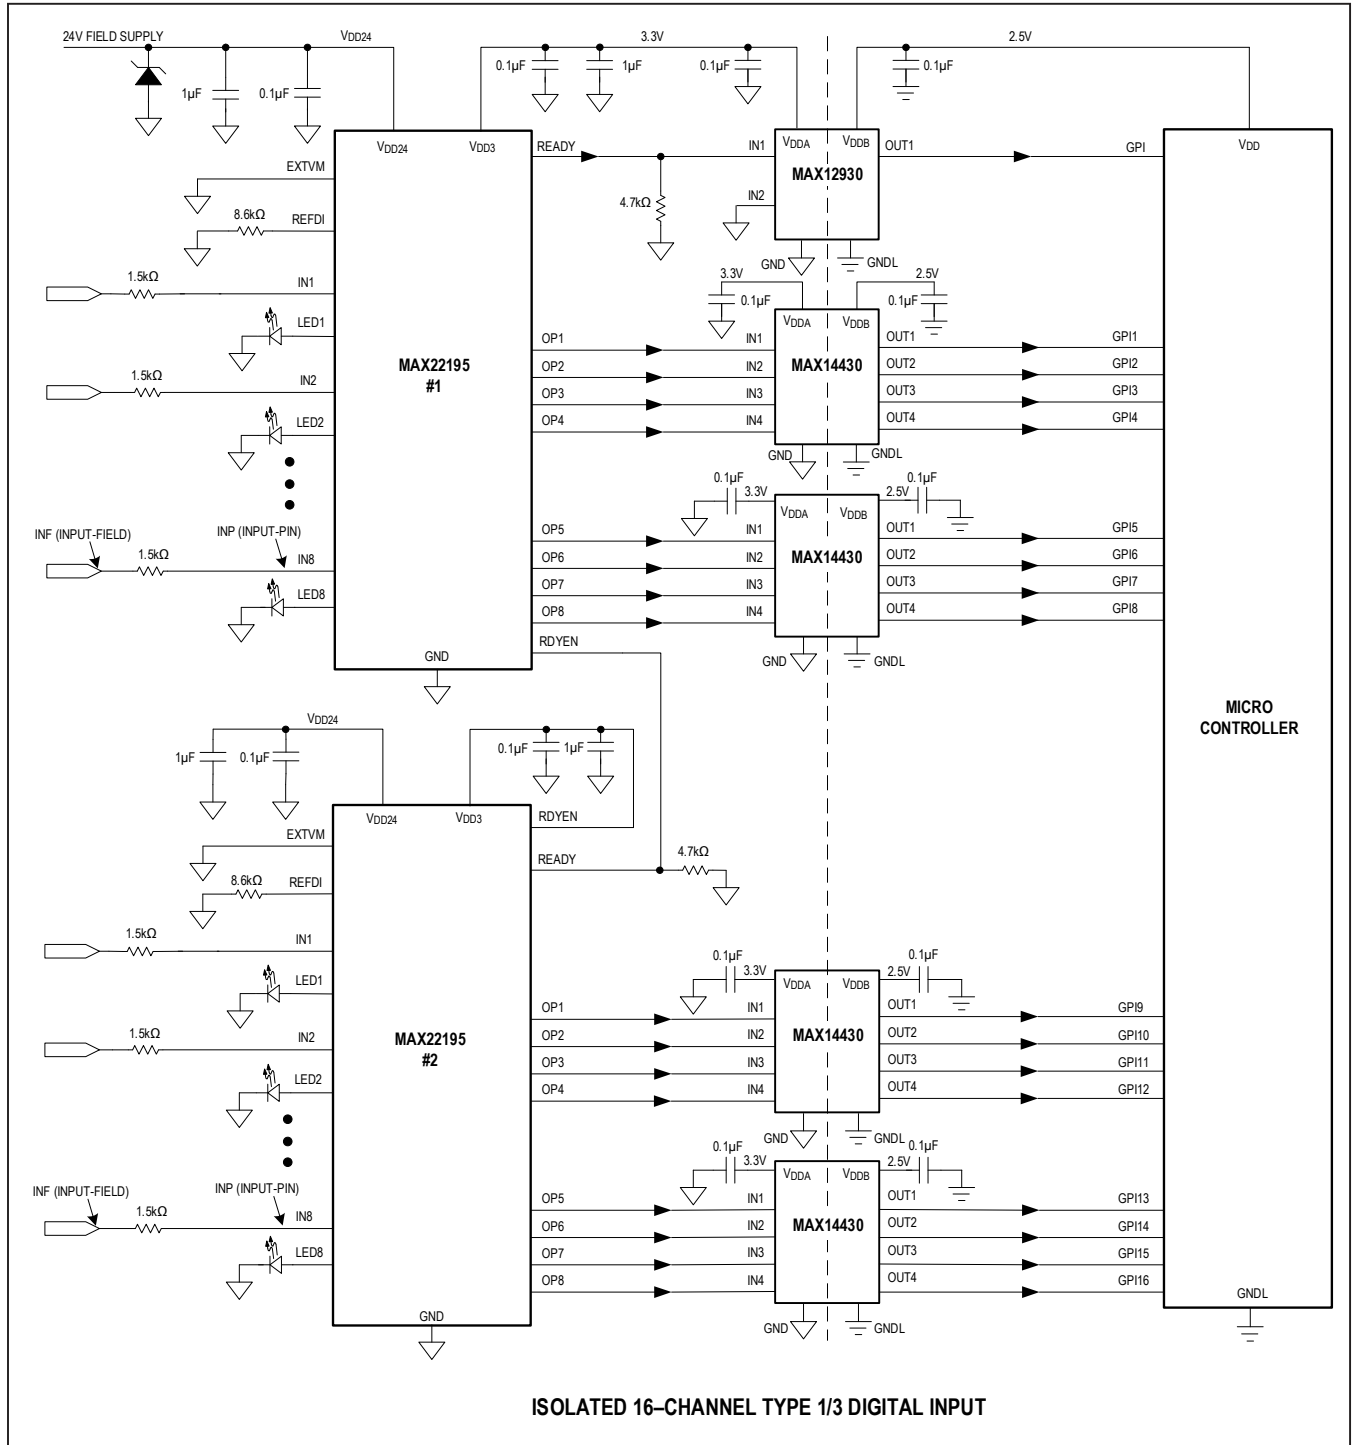 24V FIELD SUPPLY
VDD24
3.3V
2.5V
1µF
0.1µF
0.1µF
1µF
0.1µF
0.1µF
VDD24
VDD3
READY
IN1
VDDA
VDDB
OUT1
GPI
VDD
EXTVM
MAX12930
8.6kΩ
REFDI
4.7kΩ
IN2
GND
GNDL
1.5kΩ
IN1
3.3V
2.5V
0.1µF
0.1µF
LED1
VDDA
VDDB
MAX22195
#1
OP1
IN1
OUT1
GPI1
MAX14430
1.5kΩ
IN2
OP2
IN2
OUT2
GPI2
OP3
IN3
OUT3
GPI3
LED2
OP4
IN4
OUT4
GPI4
GND
GNDL
0.1µF
3.3V
2.5V
0.1µF
VDDA
VDDB
INF (INPUT-FIELD)
INP (INPUT-PIN)
1.5kΩ
IN8
OP5
IN1
OUT1
GPI5
MAX14430
OP6
IN2
OUT2
GPI6
OP7
IN3
OUT3
GPI7
LED8
OP8
IN4
OUT4
GPI8
RDYEN
GND
GND
GNDL
MICRO
CONTROLLER
VDD24
1µF
0.1µF
0.1µF
1µF
VDD24
VDD3
RDYEN
EXTVM
READY
4.7kΩ
8.6kΩ
REFDI
1.5kΩ
IN1
0.1µF
3.3V
2.5V
0.1µF
LED1
VDDA
VDDB
MAX22195
#2
OP1
IN1
OUT1
GPI9
MAX14430
1.5kΩ
IN2
OP2
IN2
OUT2
GPI10
OP3
IN3
OUT3
GPI11
LED2
OP4
IN4
OUT4
GPI12
GND
GNDL
0.1µF
3.3V
2.5V
0.1µF
VDDA
VDDB
INF (INPUT-FIELD)
INP (INPUT-PIN)
1.5kΩ
IN8
OP5
IN1
OUT1
GPI13
MAX14430
OP6
IN2
OUT2
GPI14
LED8
OP7
IN3
OUT3
GPI15
OP8
IN4
OUT4
GPI16
GND
GND
GNDL
GNDL
ISOLATED 16–CHANNEL TYPE 1/3 DIGITAL INPUT